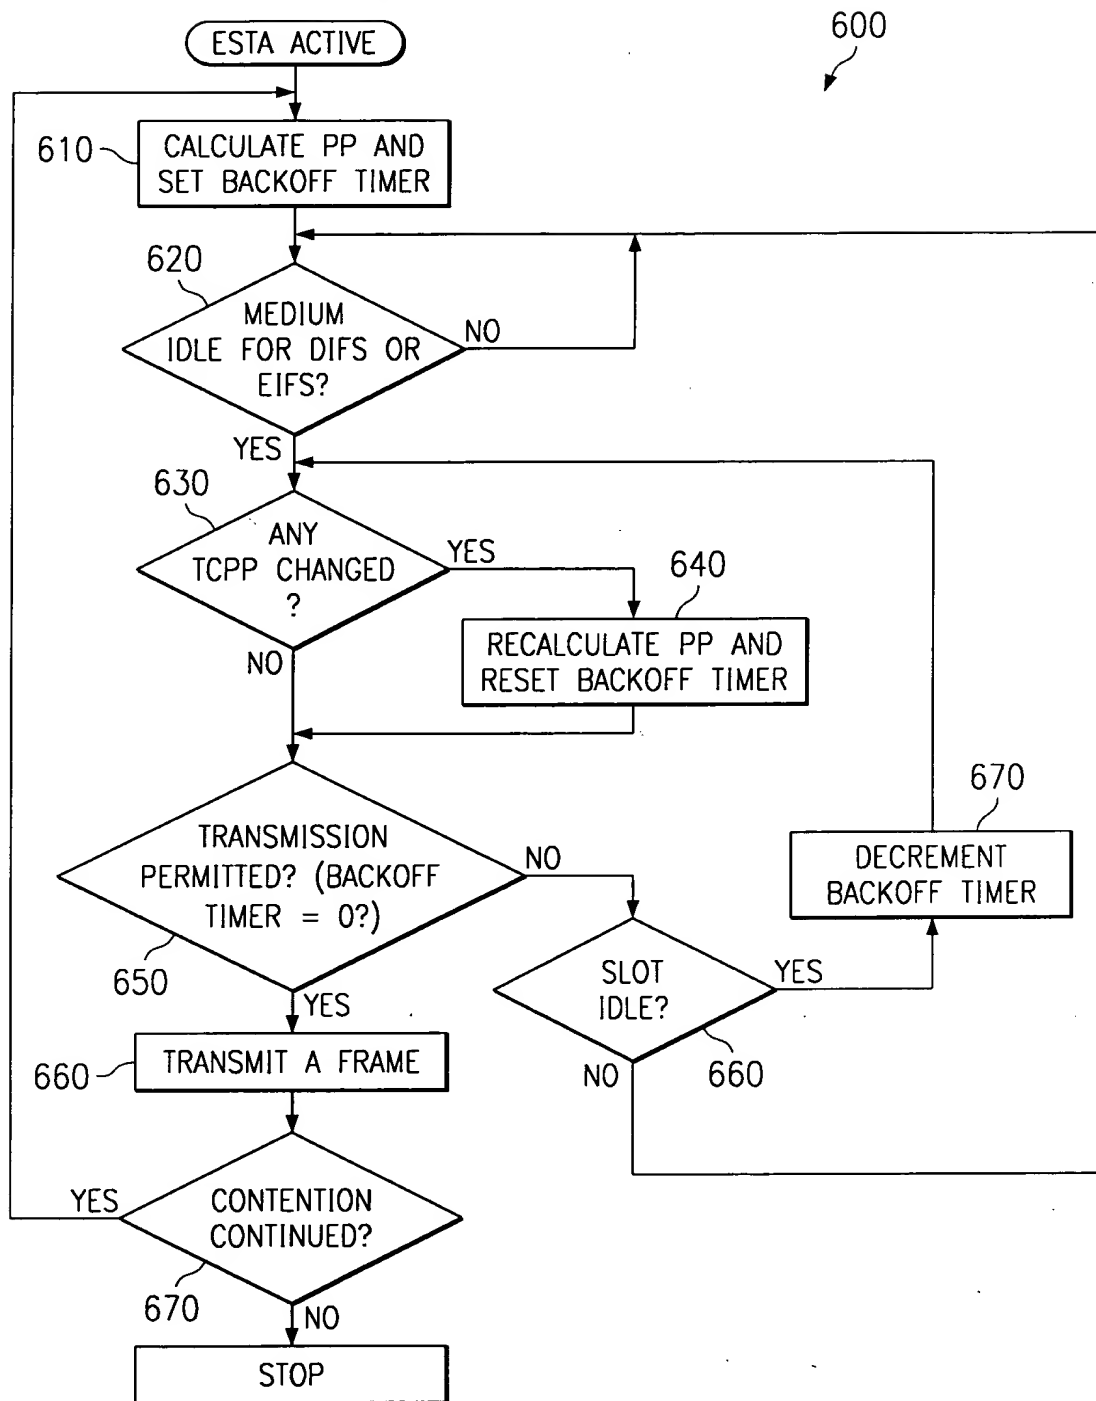 600
ESTA ACTIVE
610
CALCULATE PP AND
SET BACKOFF TIMER
620
MEDIUM
IDLE FOR DIFS OR
EIFS?
NO
YES
630
ANY
TCPP CHANGED
?
YES
NO
640
RECALCULATE PP AND
RESET BACKOFF TIMER
TRANSMISSION
PERMITTED? (BACKOFF
TIMER = 0?)
650
NO
YES
670
DECREMENT
BACKOFF TIMER
SLOT
IDLE?
YES
660
NO
660
TRANSMIT A FRAME
YES
CONTENTION
CONTINUED?
670
NO
STOP